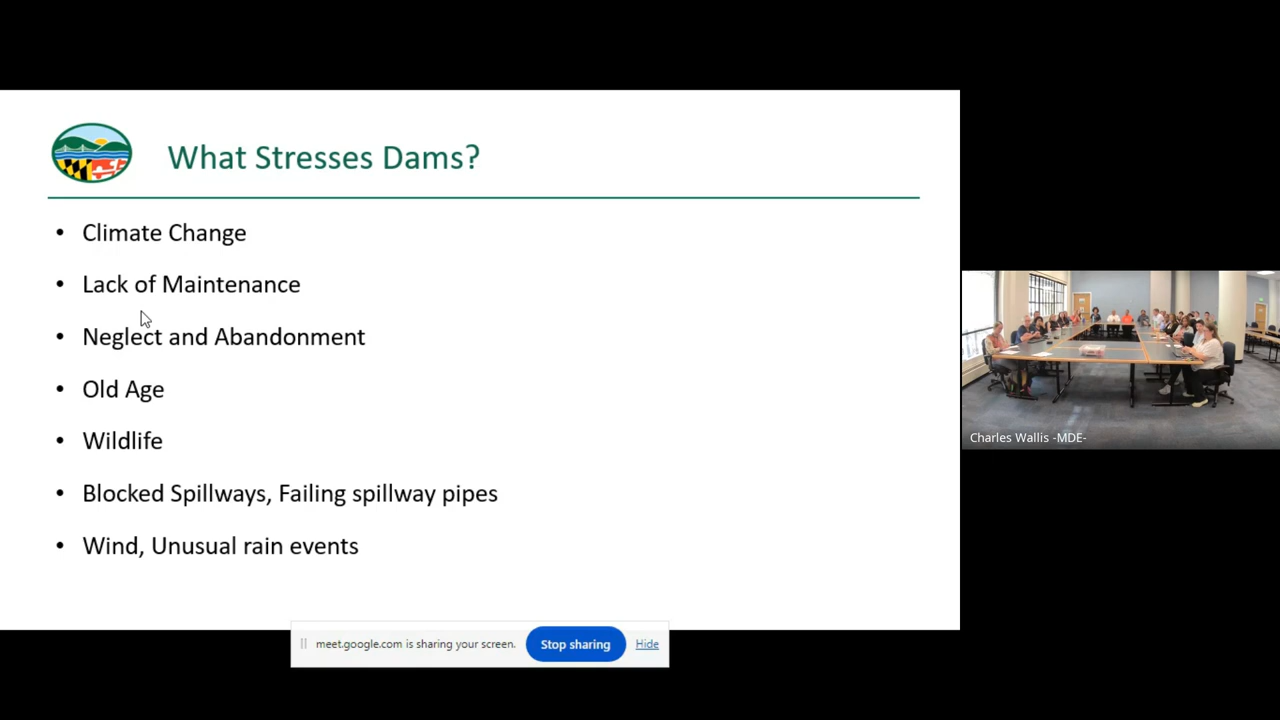 What Stresses Dams?
• Climate Change
• Lack of Maintenance
• Neglect and Abandonment
• Old Age
• Wildlife
• Blocked Spillways, Failing spillway pipes
• Wind, Unusual rain events
Charles Wallis -MDE-
meet.google.com is sharing your screen. Stop sharing Hide